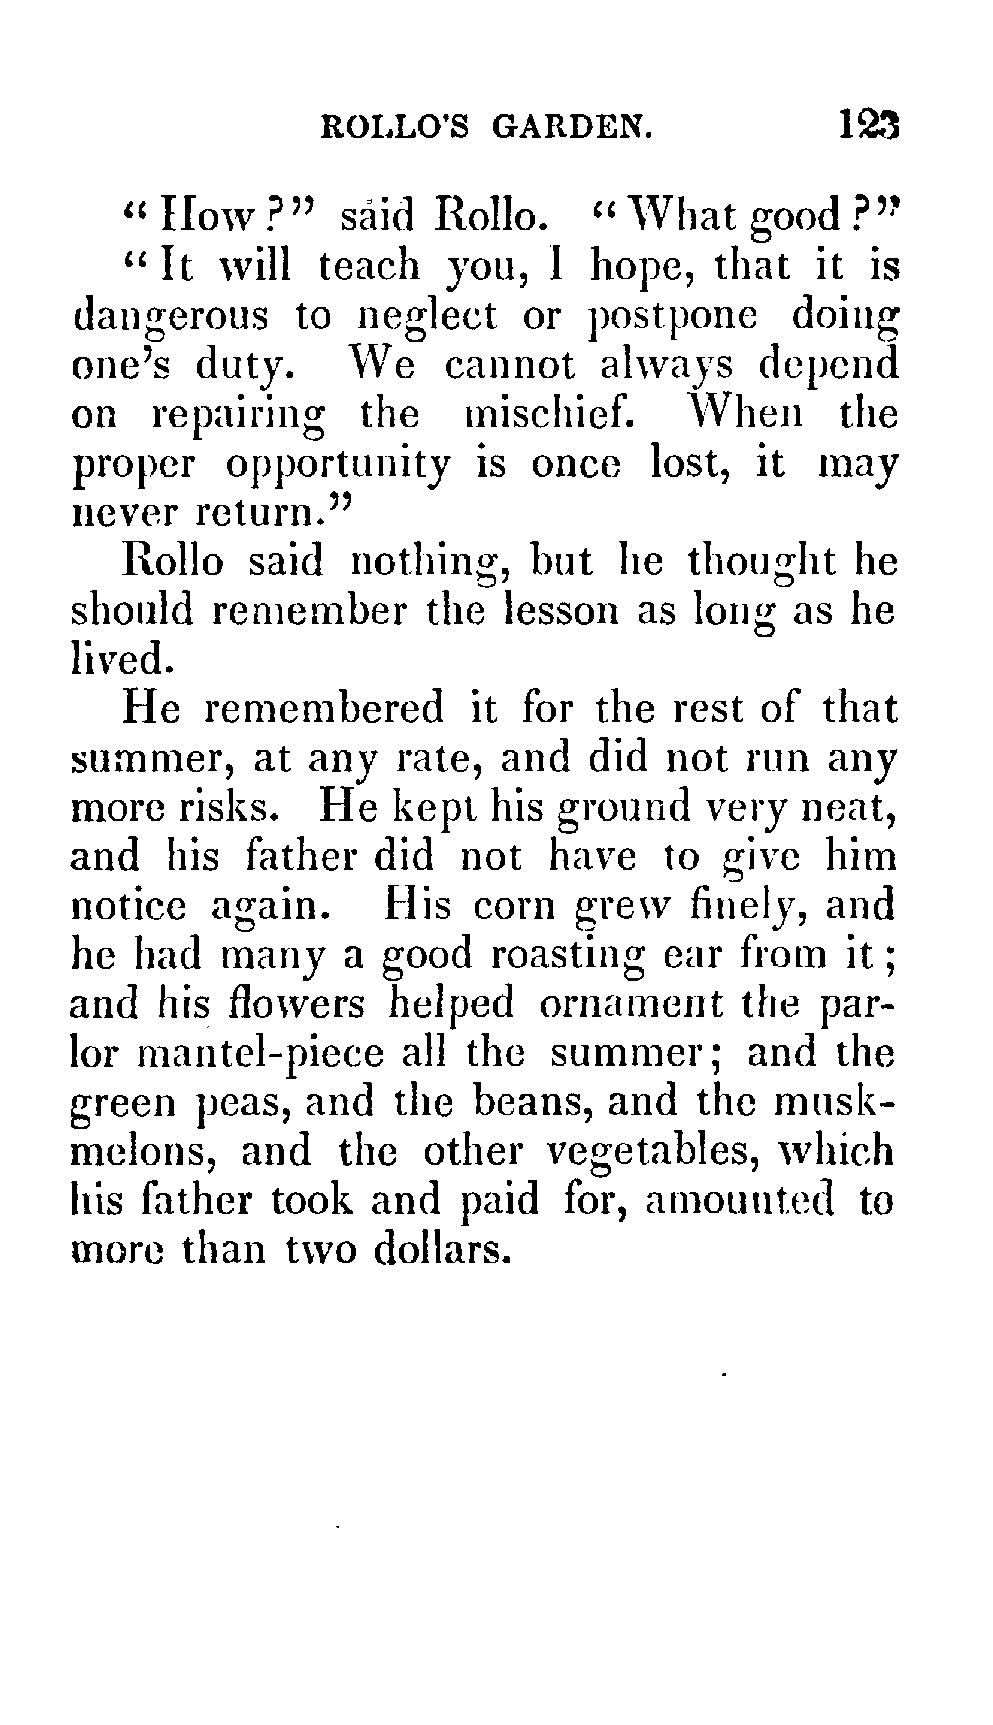 ROLLO'S GARDEN. 123
“How?” said Rollo. “What good?”
“It will teach you, I hope, that it is
dangerous to neglect or postpone doing
one's duty. We cannot always depend
on repairing the mischief. When the
proper opportunity is once lost, it may
never return.”
Rollo said nothing, but he thought he
should remember the lesson as long as he
lived.
He remembered it for the rest of that
summer, at any rate, and did not run any
more risks. He kept his ground very neat,
and his father did not have to give him
notice again. His corn grew finely, and
he had many a good roasting ear from it;
and his flowers helped ornament the par-
lor mantel-piece all the summer; and the
green peas, and the beans, and the musk-
melons, and the other vegetables, which
his father took and paid for, amounted to
more than two dollars.